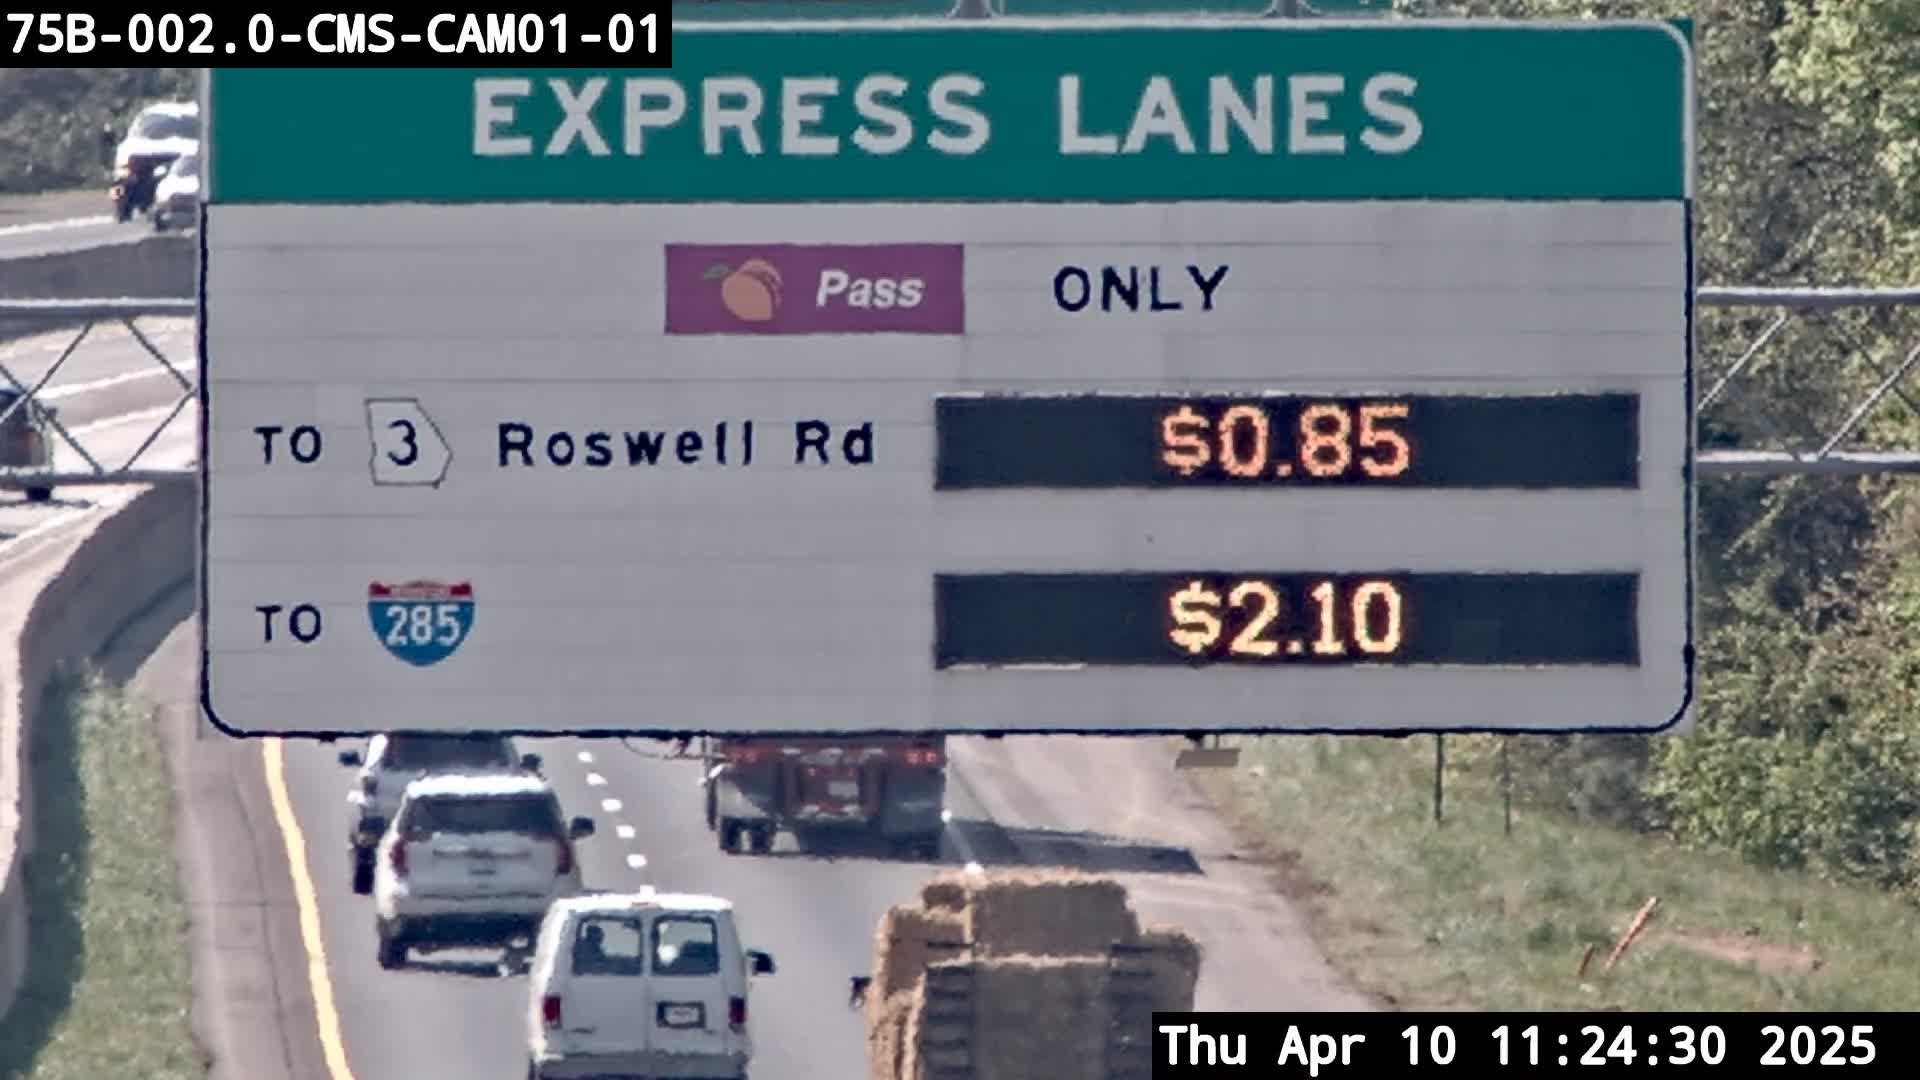 75B-002.0-CMS-CAM01-01
EXPRESS LANES
Pass ONLY
TO 3 Roswell Rd $0.85
TO 285 $2.10
Thu Apr 10 11:24:30 2025